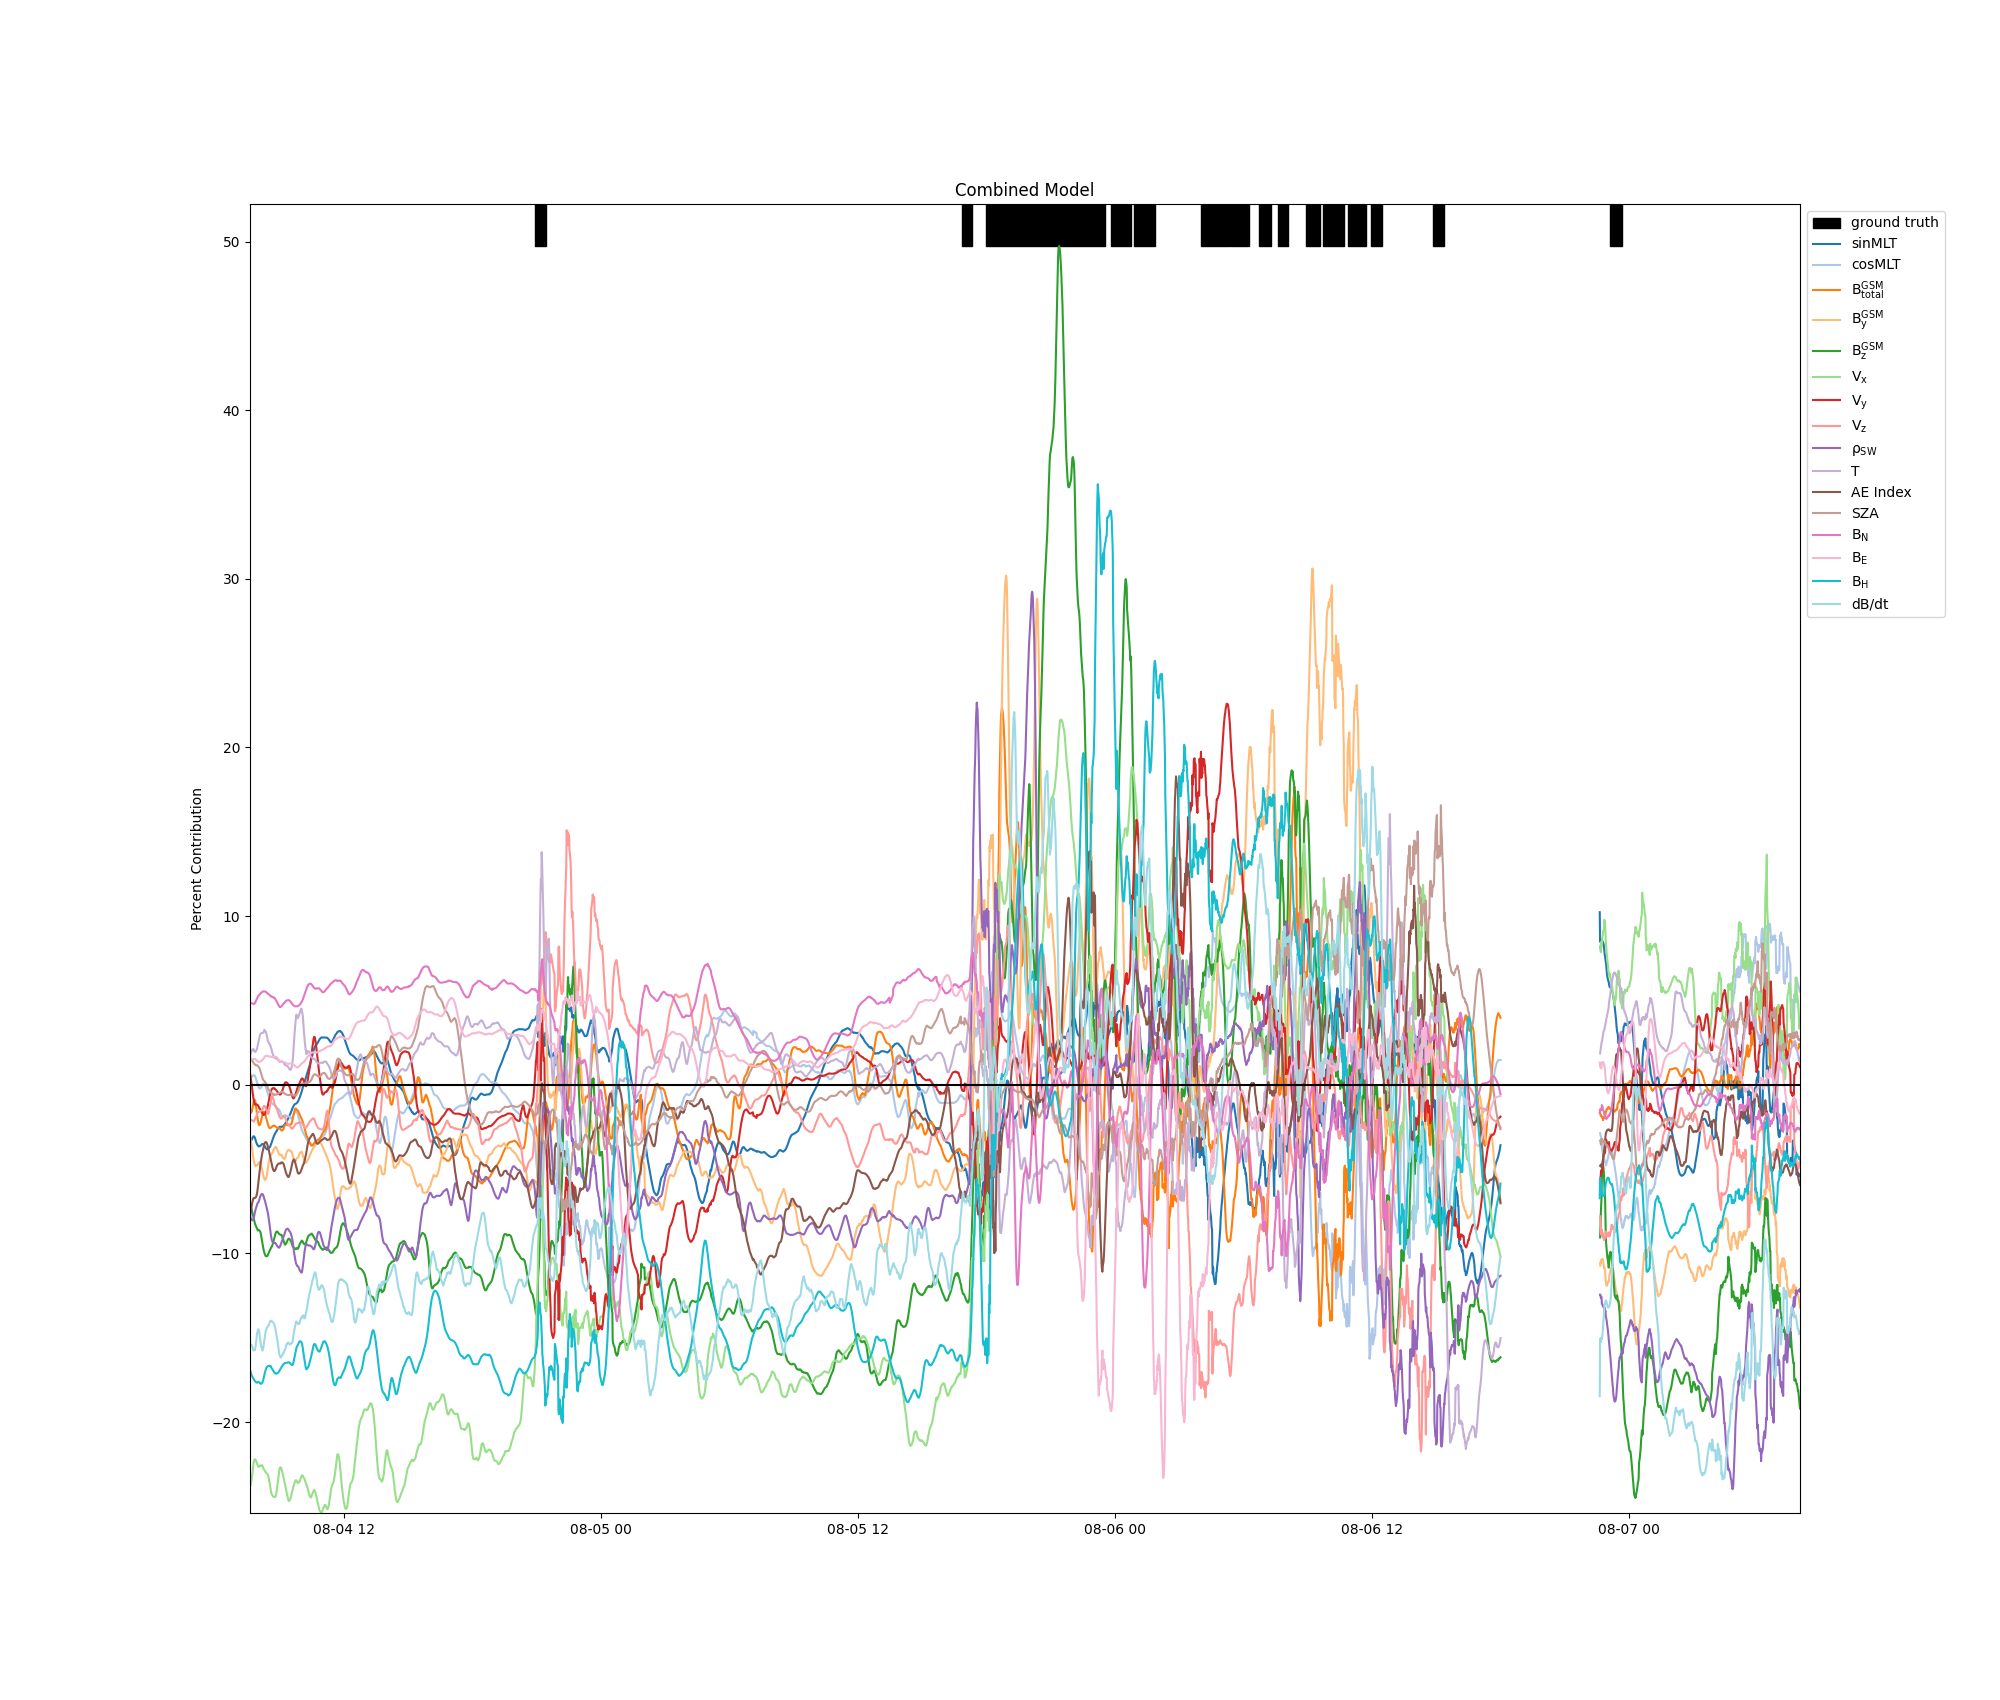 Combined Model
50
40
30
20
10
0
−10
−20
Percent Contribution
08-04 12
08-05 00
08-05 12
08-06 00
08-06 12
08-07 00
ground truth
sinMLT
cosMLT
B_total^GSM
B_y^GSM
B_z^GSM
V_x
V_y
V_z
ρ_SW
T
AE Index
SZA
B_N
B_E
B_H
dB/dt